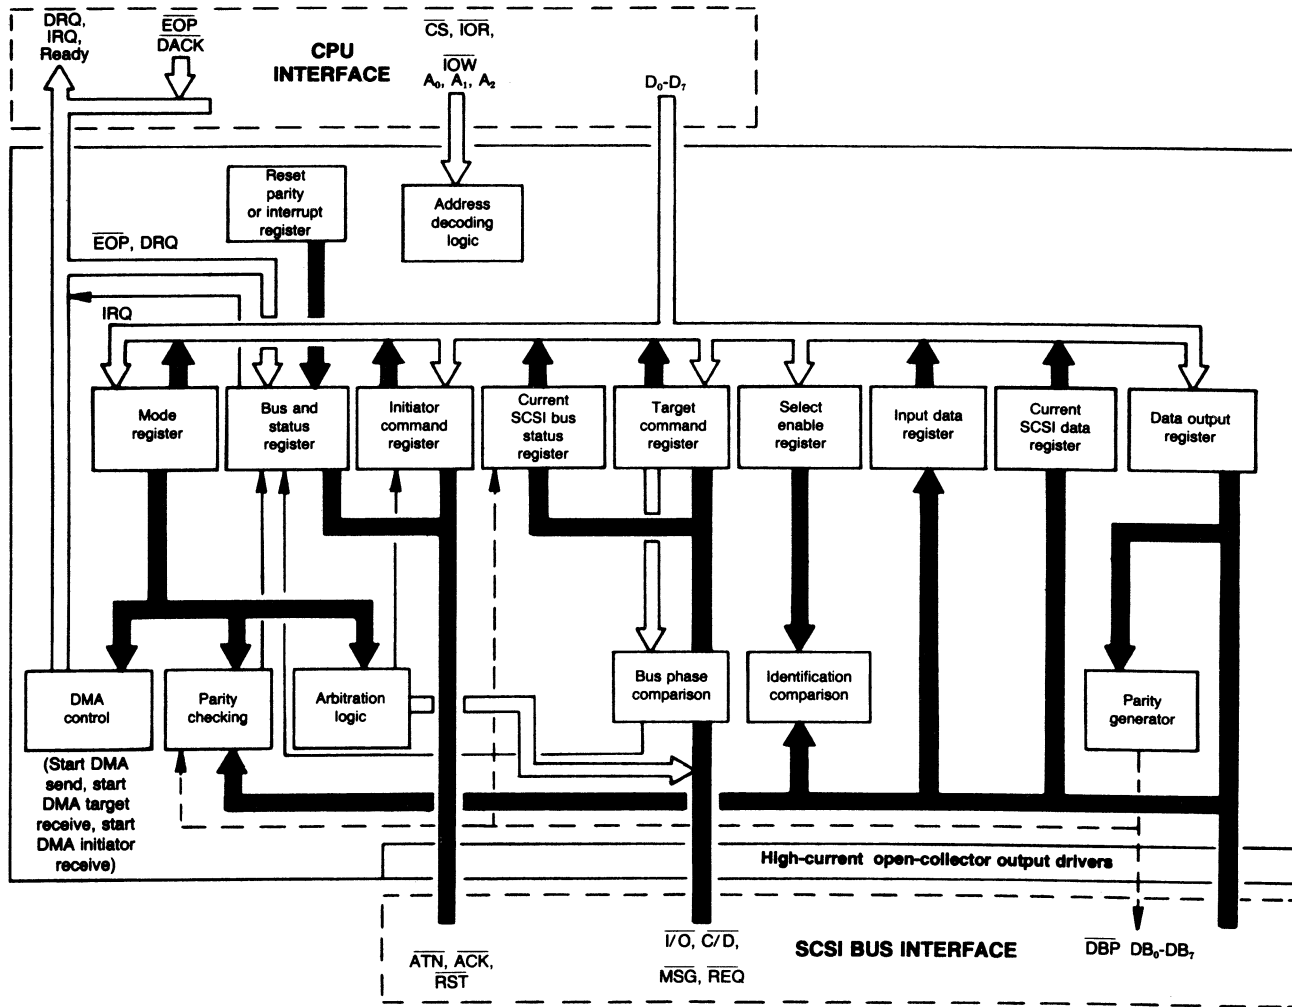 DRQ,
IRQ,
Ready
EOP
DACK
CPU
INTERFACE
CS, IOR,
IOW
A₀, A₁, A₂
D₀-D₇
Reset
parity
or interrupt
register
Address
decoding
logic
EOP, DRQ
IRQ
Mode
register
Bus and
status
register
Initiator
command
register
Current
SCSI bus
status
register
Target
command
register
Select
enable
register
Input data
register
Current
SCSI data
register
Data output
register
DMA
control
Parity
checking
Arbitration
logic
Bus phase
comparison
Identification
comparison
Parity
generator
(Start DMA
send, start
DMA target
receive, start
DMA initiator
receive)
High-current open-collector output drivers
ATN, ACK,
RST
I/O, C/D,
MSG, REQ
SCSI BUS INTERFACE
DBP DB₀-DB₇